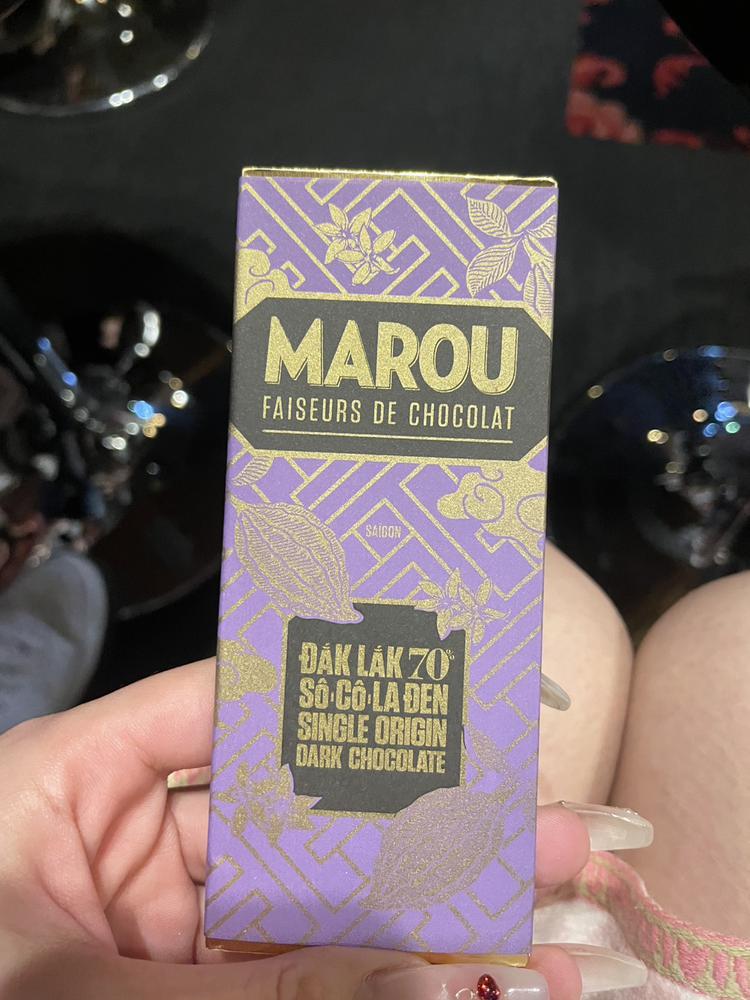 MAROU
FAISEURS DE CHOCOLAT
SAIGON
ĐẮK LẮK 70%
SÔ·CÔ·LA ĐEN
SINGLE ORIGIN
DARK CHOCOLATE